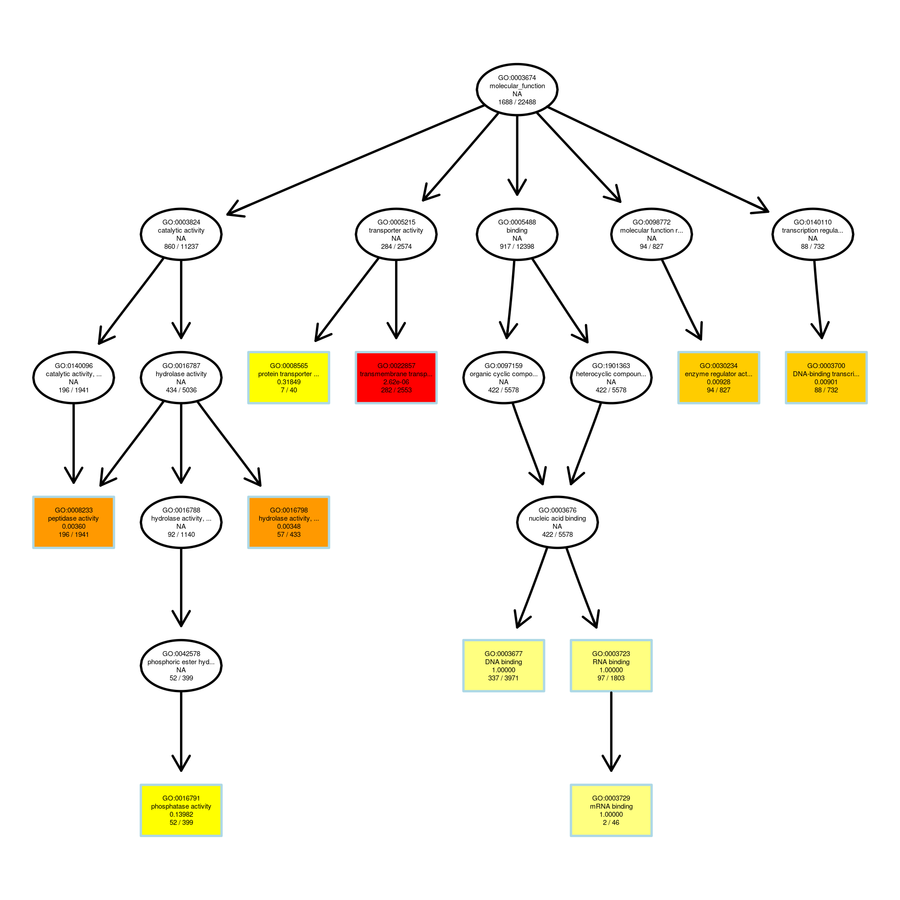 GO:0003674
molecular_function
NA
1688 / 22488
GO:0003824
catalytic activity
NA
860 / 11237
GO:0005215
transporter activity
NA
284 / 2574
GO:0005488
binding
NA
917 / 12398
GO:0098772
molecular function r...
NA
94 / 827
GO:0140110
transcription regula...
NA
88 / 732
GO:0140096
catalytic activity, ...
NA
196 / 1941
GO:0016787
hydrolase activity
NA
434 / 5036
GO:0008565
protein transporter ...
0.31849
7 / 40
GO:0022857
transmembrane transp...
/ 2553
GO:0097159
organic cyclic compo...
NA
422 / 5578
GO:1901363
heterocyclic compoun...
NA
422 / 5578
GO:0030234
enzyme regulator act...
0.00928
94 / 827
GO:0003700
DNA-binding transcri...
0.00901
88 / 732
GO:0008233
peptidase activity
0.00360
196 / 1941
GO:0016788
hydrolase activity, ...
NA
92 / 1140
GO:0016798
hydrolase activity, ...
0.00348
57 / 433
GO:0003676
nucleic acid binding
NA
422 / 5578
GO:0042578
phosphoric ester hyd...
NA
52 / 399
GO:0003677
DNA binding
1.00000
337 / 3971
GO:0003723
RNA binding
1.00000
97 / 1803
GO:0016791
phosphatase activity
0.13982
52 / 399
GO:0003729
mRNA binding
1.00000
2 / 46